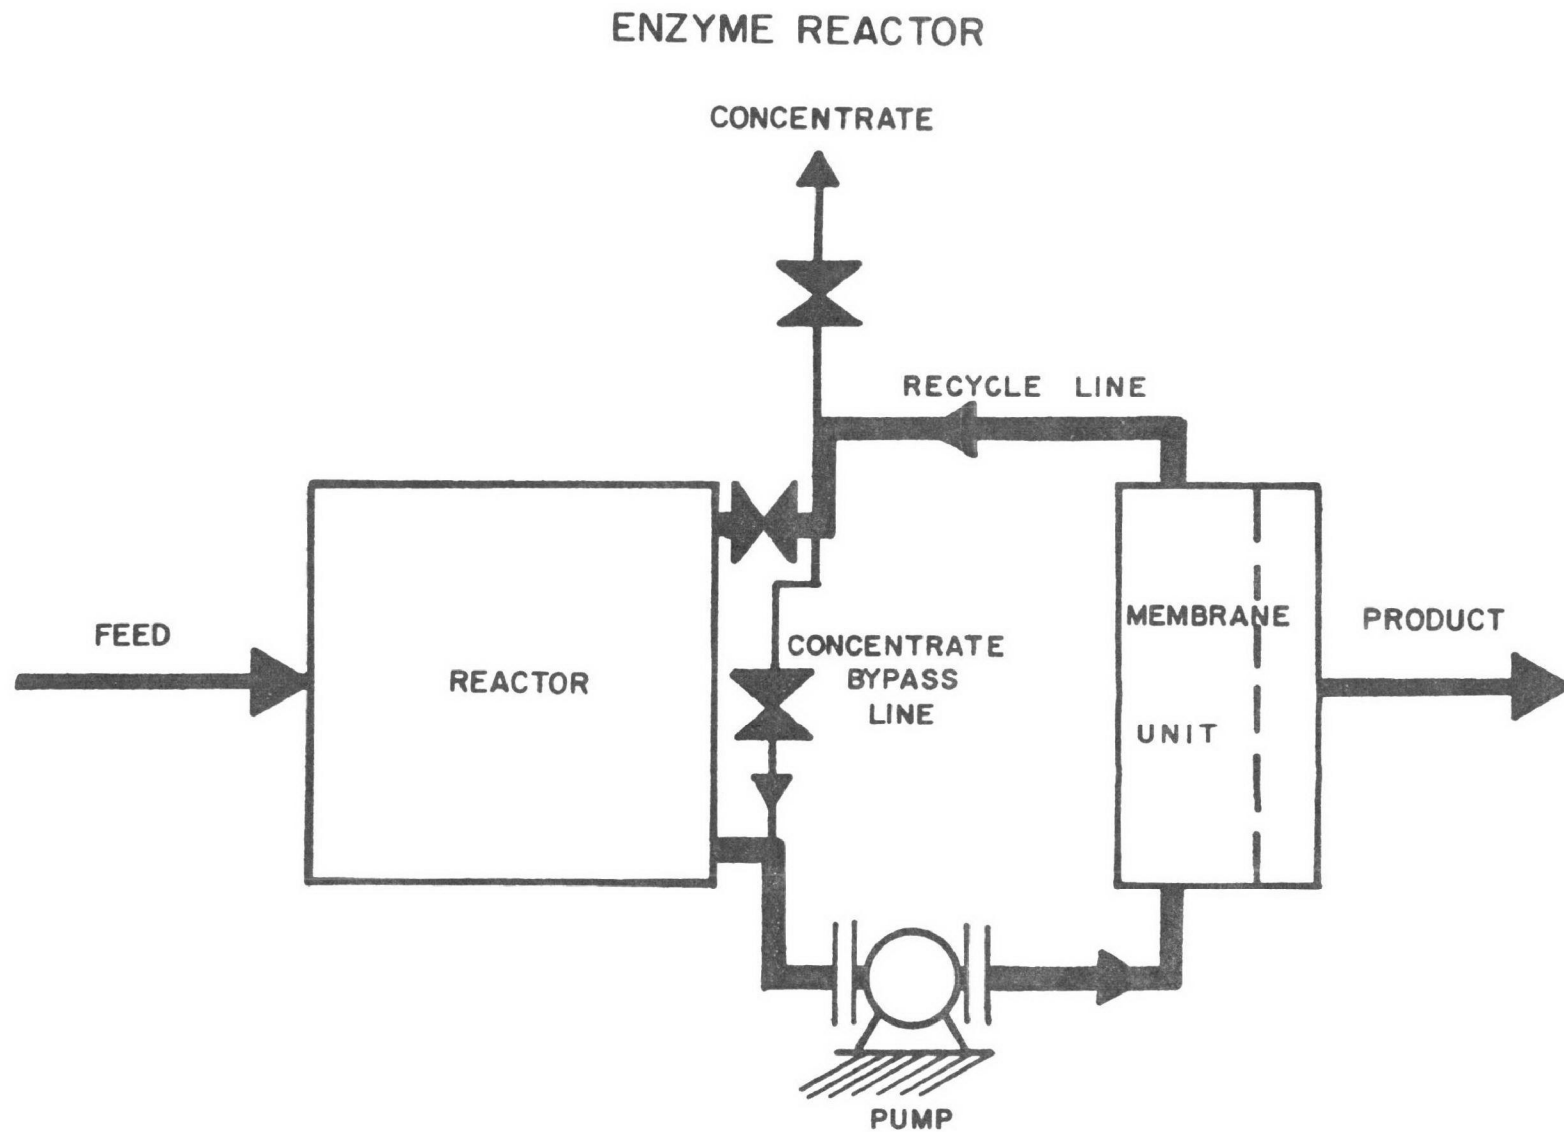 ENZYME REACTOR
CONCENTRATE
RECYCLE LINE
FEED
REACTOR
CONCENTRATE
BYPASS
LINE
MEMBRANE
UNIT
PRODUCT
PUMP